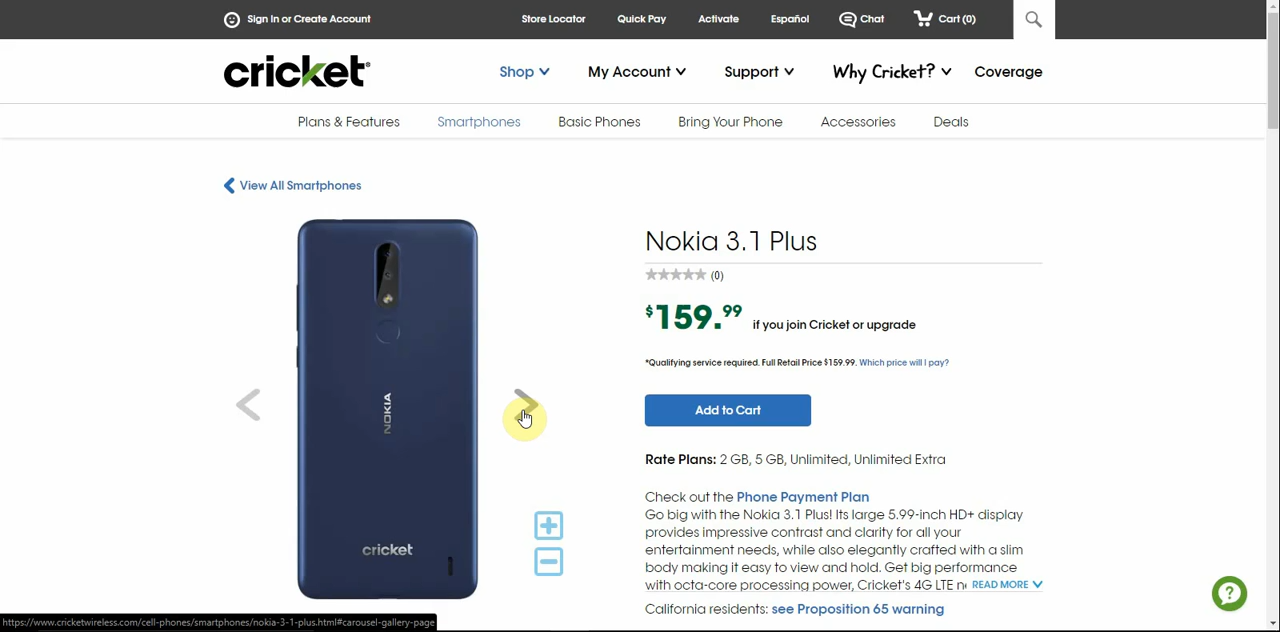 Sign in or Create Account
Store Locator
Quick Pay
Activate
Español
Chat
Cart (0)
cricket
Shop
My Account
Support
Why Cricket?
Coverage
Plans & Features
Smartphones
Basic Phones
Bring Your Phone
Accessories
Deals
View All Smartphones
NOKIA
cricket
Nokia 3.1 Plus
(0)
$159.99 if you join Cricket or upgrade
*Qualifying service required. Full Retail Price $159.99. Which price will I pay?
Add to Cart
Rate Plans: 2 GB, 5 GB, Unlimited, Unlimited Extra
Check out the Phone Payment Plan
Go big with the Nokia 3.1 Plus! Its large 5.99-inch HD+ display
provides impressive contrast and clarity for all your
entertainment needs, while also elegantly crafted with a slim
body making it easy to view and hold. Get big performance
with octa-core processing power, Cricket's 4G LTE n READ MORE
California residents: see Proposition 65 warning
https://www.cricketwireless.com/cell-phones/smartphones/nokia-3-1-plus.html#carousel-gallery-page